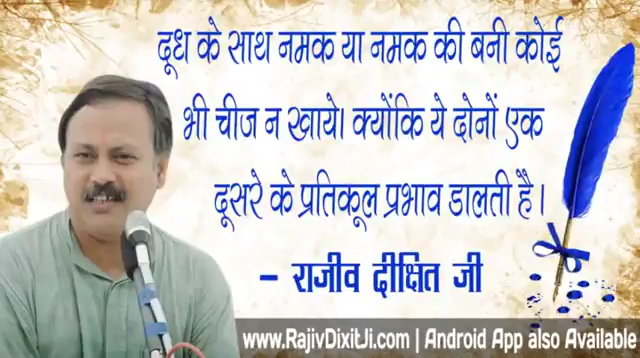 दूध के साथ नमक या नमक की बनी कोई
भी चीज न खाये। क्योंकि ये दोनों एक
दूसरे के प्रतिकूल प्रभाव डालती है।
– राजीव दीक्षित जी
www.RajivDixitJi.com | Android App also Available